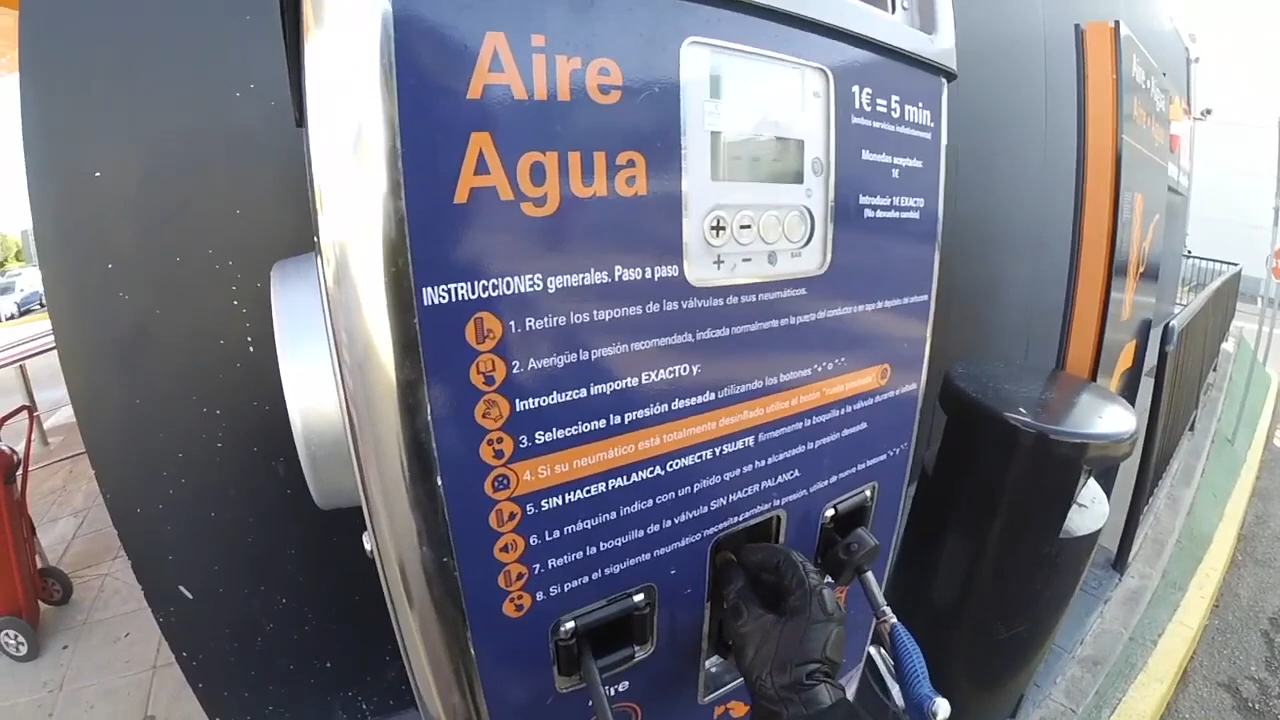 Aire
Agua
1€ = 5 min.
(ambos servicios indistintamente)
Monedas aceptadas:
1€
Introducir 1€ EXACTO
(No devuelve cambio)
+ -
+ - BAR
INSTRUCCIONES generales. Paso a paso
1. Retire los tapones de las válvulas de sus neumáticos.
2. Averigüe la presión recomendada, indicada normalmente en la puerta del conductor o en tapa del depósito del carburante
Introduzca importe EXACTO y:
3. Seleccione la presión deseada utilizando los botones "+" o "-".
4. Si su neumático está totalmente desinflado utilice el botón "rueda pinchada"
5. SIN HACER PALANCA, CONECTE Y SUJETE firmemente la boquilla a la válvula durante el inflado
6. La máquina indica con un pitido que se ha alcanzado la presión deseada.
7. Retire la boquilla de la válvula SIN HACER PALANCA.
8. Si para el siguiente neumático necesita cambiar la presión, utilice de nuevo los botones "+" y "-".
Aire
Aire • Agua
Aire • Agua